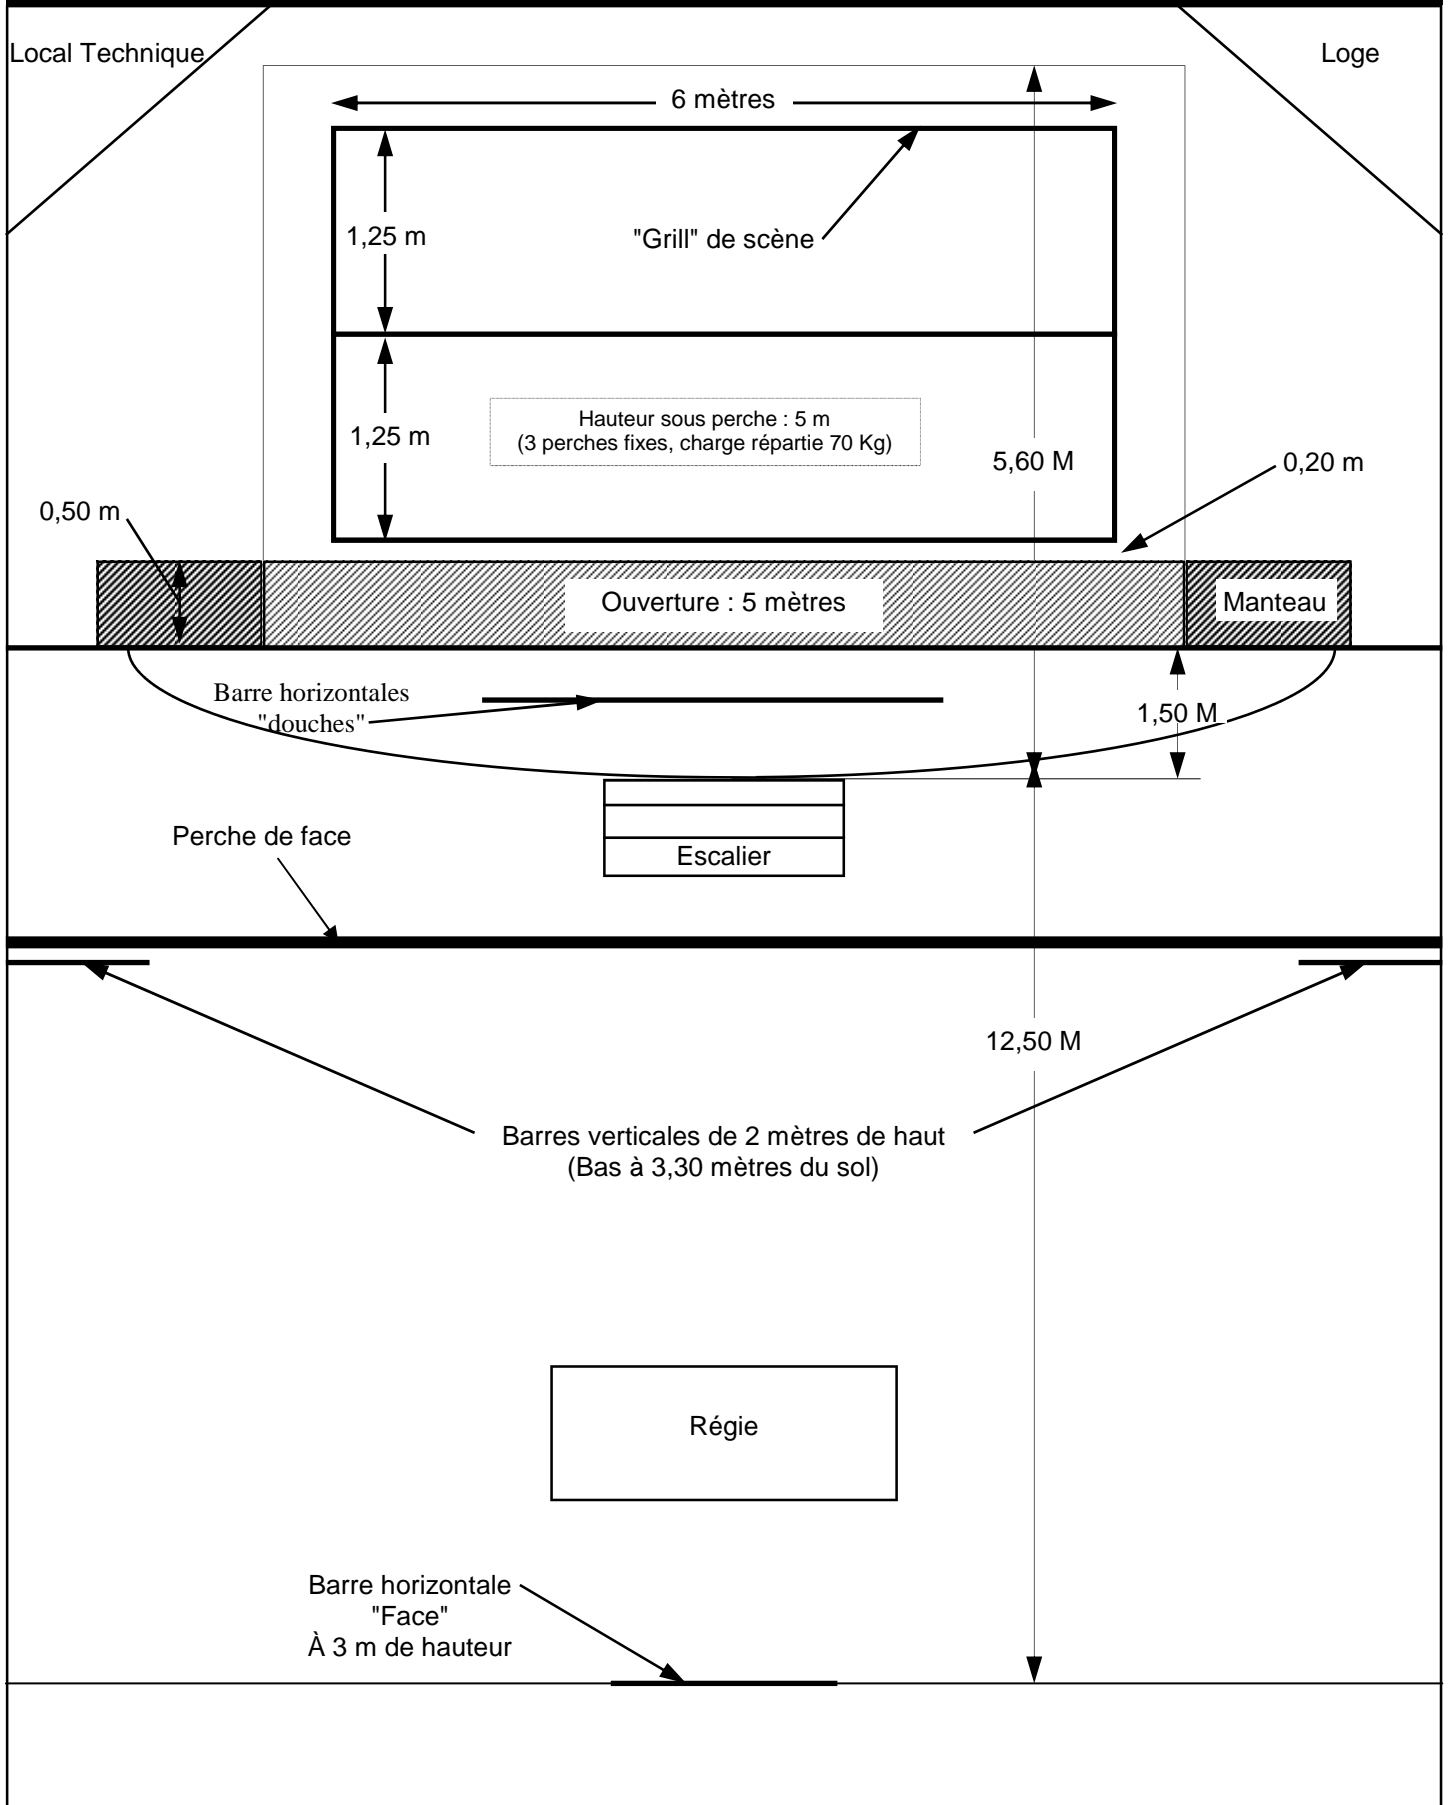 Local Technique
Loge
6 mètres
1,25 m
"Grill" de scène
Hauteur sous perche : 5 m
(3 perches fixes, charge répartie 70 Kg)
1,25 m
5,60 M
0,20 m
0,50 m
Ouverture : 5 mètres
Manteau
Barre horizontales
"douches"
1,50 M
Perche de face
Escalier
12,50 M
Barres verticales de 2 mètres de haut
(Bas à 3,30 mètres du sol)
Régie
Barre horizontale
"Face"
À 3 m de hauteur